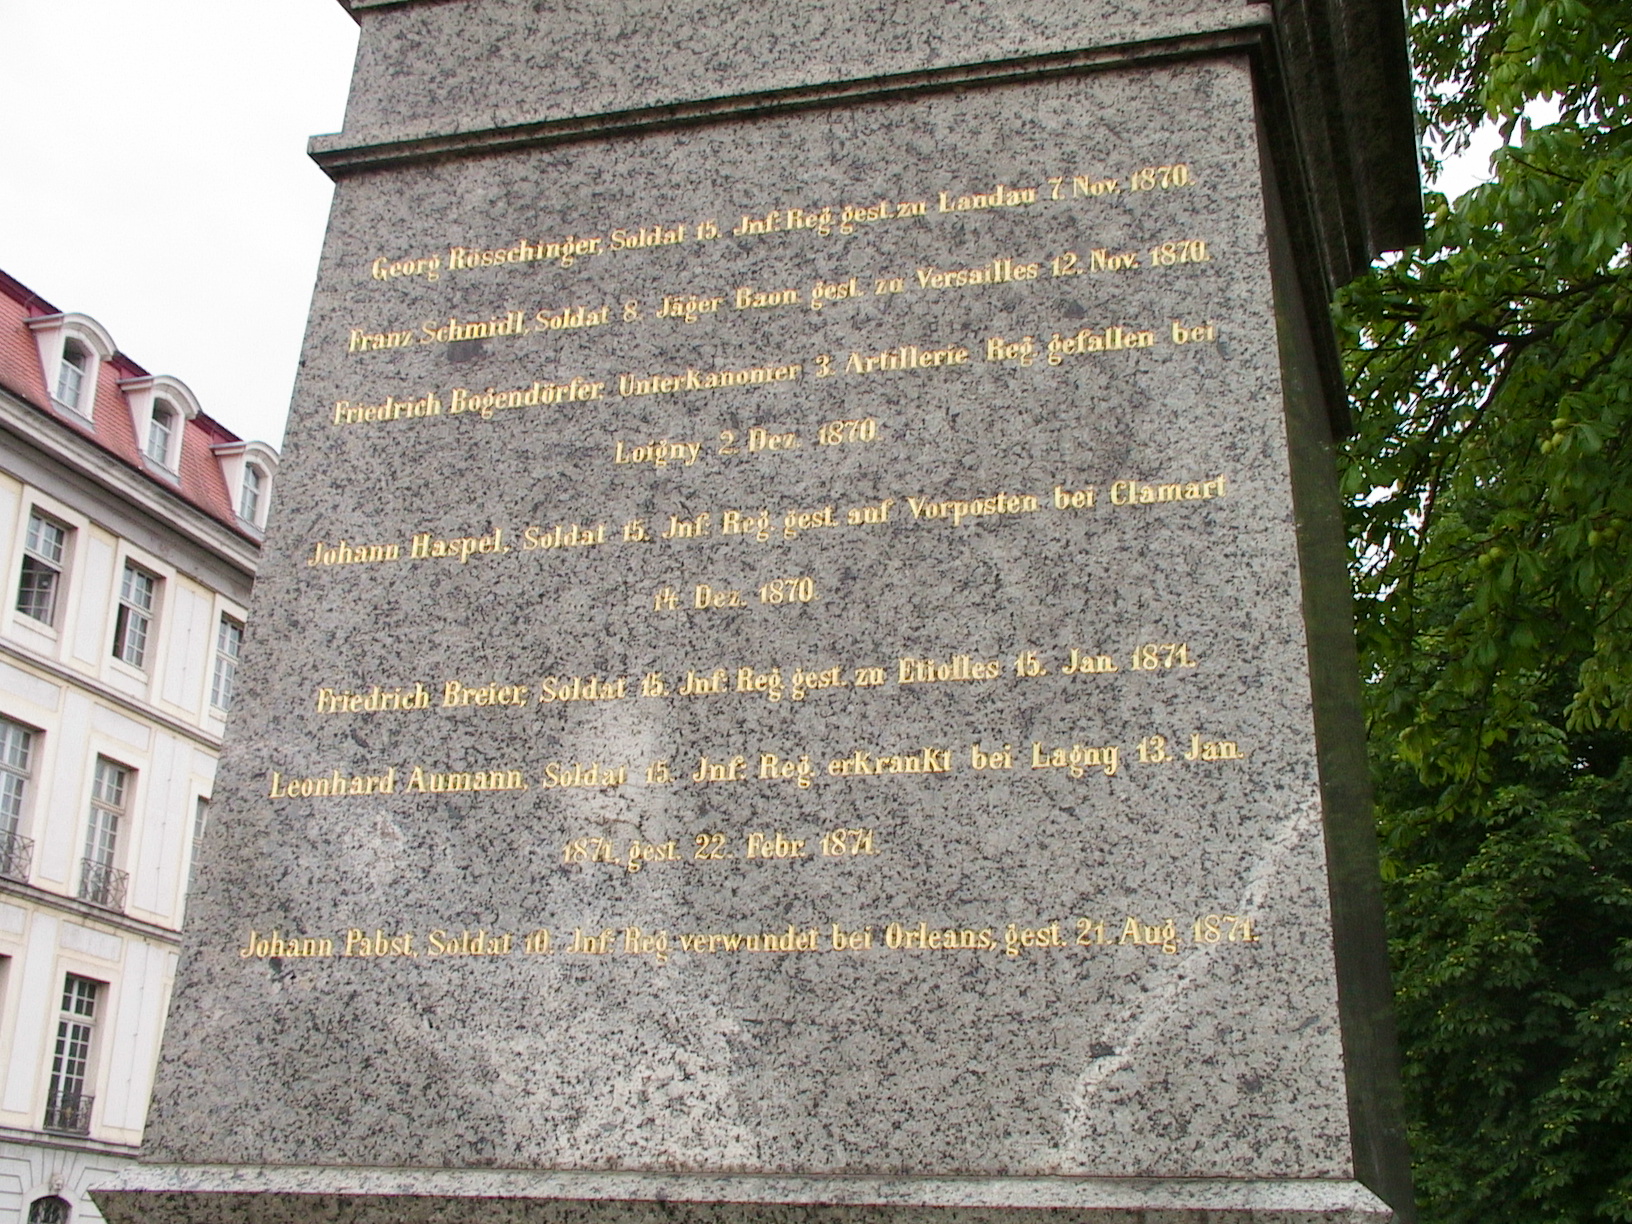 Georg Rösschinger, Soldat 15. Jnf: Reg. gest. zu Landau 7 Nov. 1870.
Franz Schmidl, Soldat 8. Jäger Baon. gest. zu Versailles 12. Nov. 1870.
Friedrich Bogendörfer. Unterkanonier 3. Artillerie Reg. gefallen bei
Loigny 2. Dez. 1870.
Johann Haspel, Soldat 15. Jnf: Reg. gest. auf Vorposten bei Clamart
14. Dez. 1870.
Friedrich Breier, Soldat 15. Jnf: Reg. gest. zu Etiolles 15. Jan. 1871.
Leonhard Aumann, Soldat 15. Jnf: Reg. erkrankt bei Lagny 13. Jan.
1871, gest. 22. Febr. 1871.
Johann Pabst, Soldat 10. Jnf: Reg. verwundet bei Orleans, gest. 21. Aug. 1871.